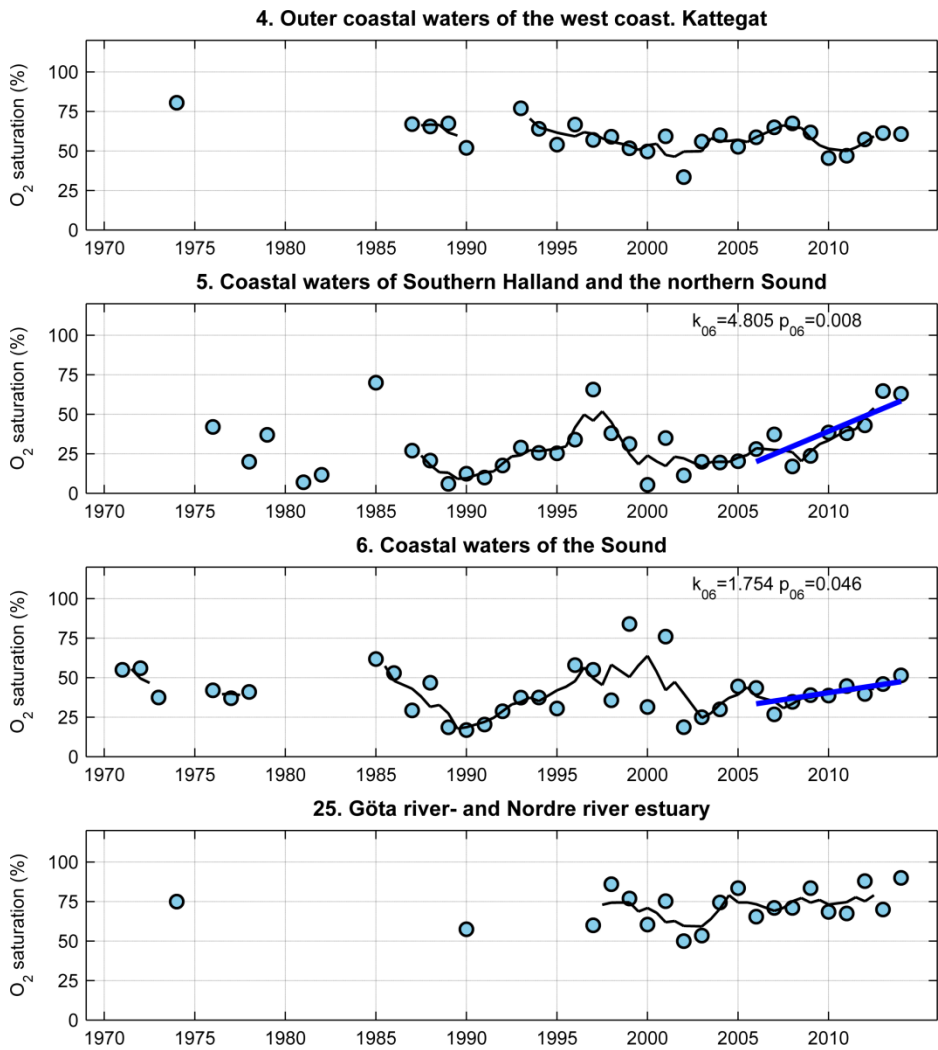 4. Outer coastal waters of the west coast. Kattegat
O2 saturation (%)
100
75
50
25
0
1970 1975 1980 1985 1990 1995 2000 2005 2010
5. Coastal waters of Southern Halland and the northern Sound
k06=4.805 p06=0.008
O2 saturation (%)
100
75
50
25
0
1970 1975 1980 1985 1990 1995 2000 2005 2010
6. Coastal waters of the Sound
k06=1.754 p06=0.046
O2 saturation (%)
100
75
50
25
0
1970 1975 1980 1985 1990 1995 2000 2005 2010
25. Göta river- and Nordre river estuary
O2 saturation (%)
100
75
50
25
0
1970 1975 1980 1985 1990 1995 2000 2005 2010